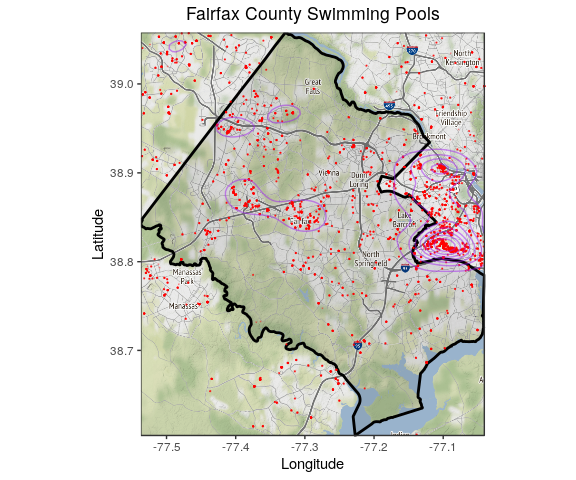 Fairfax County Swimming Pools
North
Kensington
Great
Falls
Friendship
Village
Brookmont
Vienna
Dunn
Loring
Lake
Barcroft
Fairfax
North
Springfield
Manassas
Park
Manassas
39.0
38.9
38.8
38.7
Latitude
-77.5
-77.4
-77.3
-77.2
-77.1
Longitude